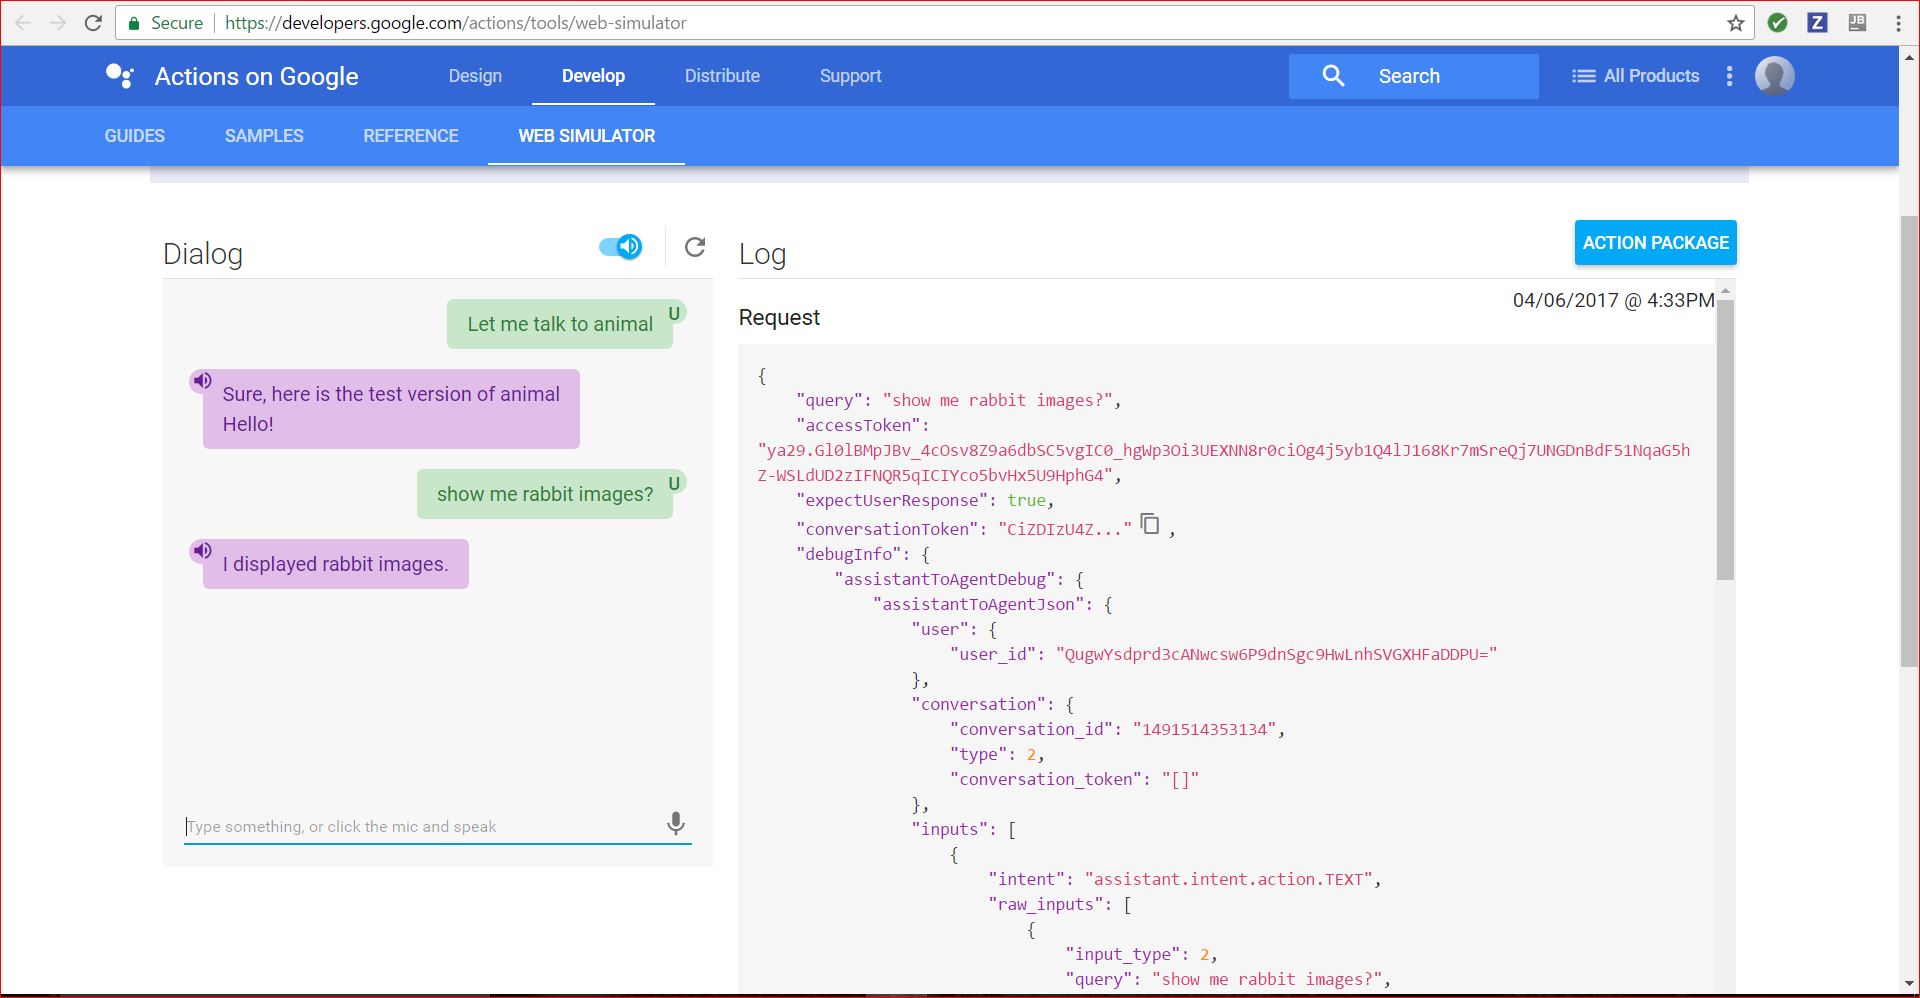 Secure https://developers.google.com/actions/tools/web-simulator
Z JB
Actions on Google Design Develop Distribute Support Search All Products
GUIDES SAMPLES REFERENCE WEB SIMULATOR
Dialog
Let me talk to animal U
Sure, here is the test version of animal
Hello!
show me rabbit images? U
I displayed rabbit images.
Type something, or click the mic and speak
Log
ACTION PACKAGE
04/06/2017 @ 4:33PM
Request
{
"query": "show me rabbit images?",
"accessToken":
"ya29.Gl0lBMpJBv_4cOsv8Z9a6dbSC5vgIC0_hgWp3Oi3UEXNN8r0ciOg4j5yb1Q4lJ168Kr7mSreQj7UNGDnBdF51NqaG5h
Z-WSLdUD2zIFNQR5qICIYco5bvHx5U9HphG4",
"expectUserResponse": true,
"conversationToken": "CiZDIzU4Z..." ,
"debugInfo": {
"assistantToAgentDebug": {
"assistantToAgentJson": {
"user": {
"user_id": "QugwYsdprd3cANwcsw6P9dnSgc9HwLnhSVGXHFaDDPU="
},
"conversation": {
"conversation_id": "1491514353134",
"type": 2,
"conversation_token": "[]"
},
"inputs": [
{
"intent": "assistant.intent.action.TEXT",
"raw_inputs": [
{
"input_type": 2,
"query": "show me rabbit images?",